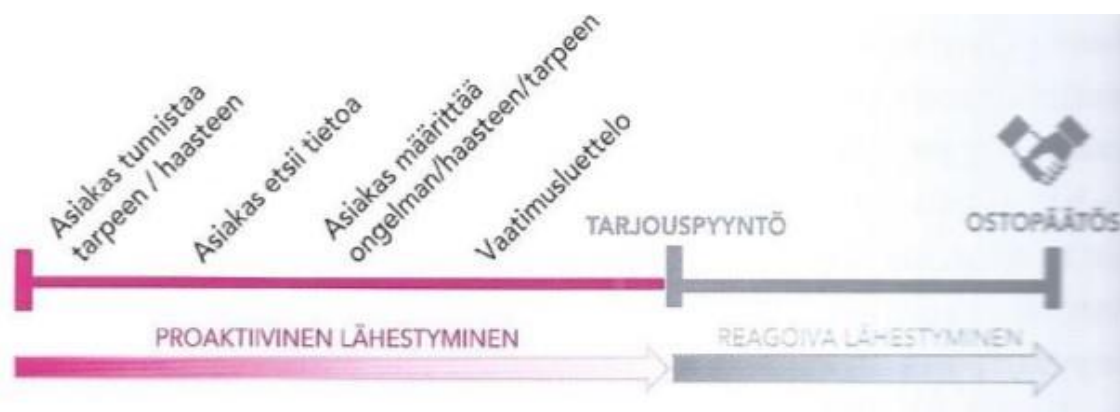 Asiakas tunnistaa
tarpeen / haasteen
Asiakas etsii tietoa
Asiakas määrittää
ongelman/haasteen/tarpeen
Vaatimusluettelo
TARJOUSPYYNTÖ
OSTOPÄÄTÖS
PROAKTIIVINEN LÄHESTYMINEN
REAGOIVA LÄHESTYMINEN